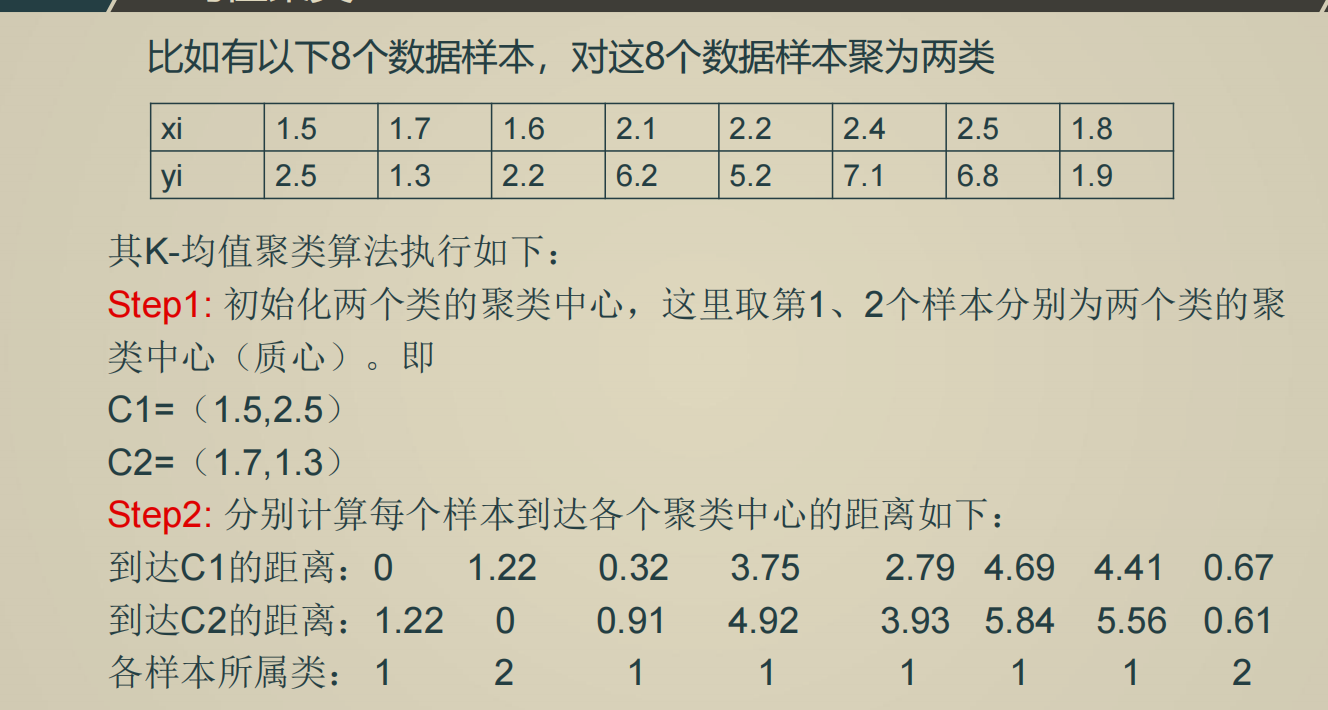 比如有以下8个数据样本，对这8个数据样本聚为两类
xi 1.5 1.7 1.6 2.1 2.2 2.4 2.5 1.8
yi 2.5 1.3 2.2 6.2 5.2 7.1 6.8 1.9
其K-均值聚类算法执行如下：
Step1: 初始化两个类的聚类中心，这里取第1、2个样本分别为两个类的聚
类中心（质心）。即
C1=（1.5,2.5）
C2=（1.7,1.3）
Step2: 分别计算每个样本到达各个聚类中心的距离如下：
到达C1的距离：0 1.22 0.32 3.75 2.79 4.69 4.41 0.67
到达C2的距离：1.22 0 0.91 4.92 3.93 5.84 5.56 0.61
各样本所属类： 1 2 1 1 1 1 1 2